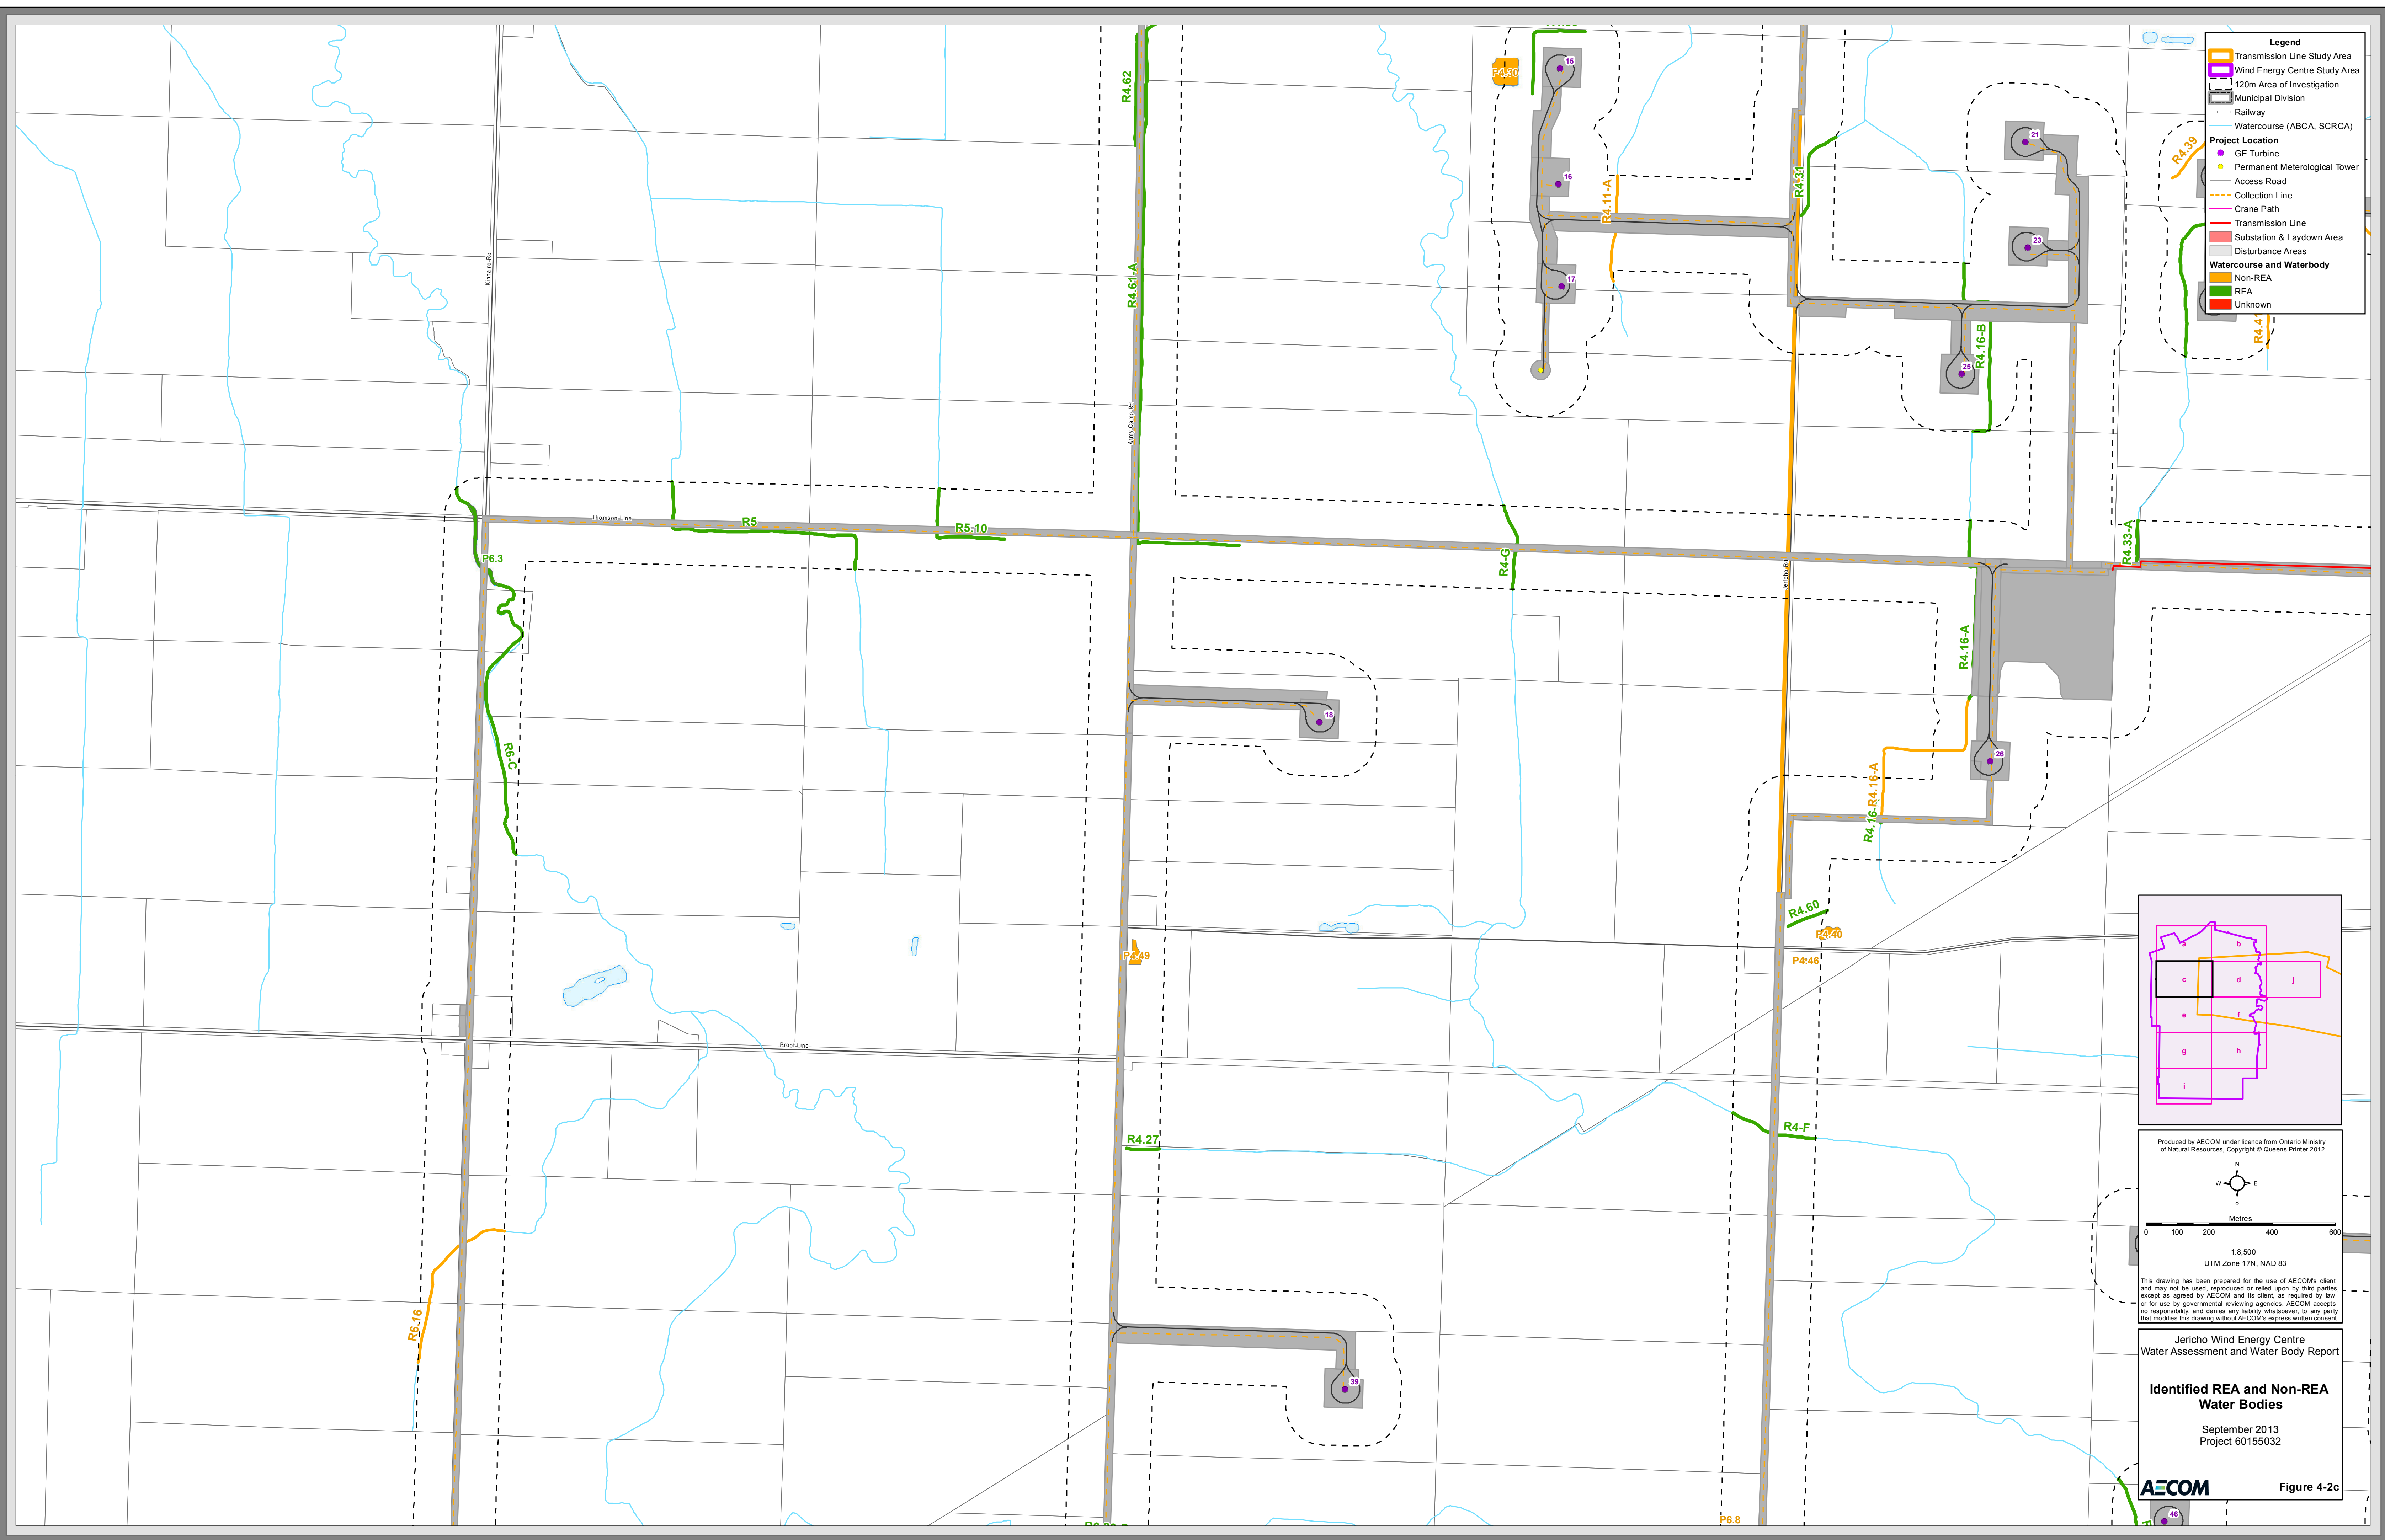 Legend
Transmission Line Study Area
Wind Energy Centre Study Area
120m Area of Investigation
Municipal Division
Railway
Watercourse (ABCA, SCRCA)
Project Location
GE Turbine
Permanent Meterological Tower
Access Road
Collection Line
Crane Path
Transmission Line
Substation & Laydown Area
Disturbance Areas
Watercourse and Waterbody
Non-REA
REA
Unknown
R4.62
P4.30
15
16
17
R4.11-A
R4.31
21
23
25
R4.39
R4.41
R4.16-B
R4.61-A
Kinnaird Rd
Army Camp Rd
Thomson Line
R5
R5.10
P6.3
R4-G
Jericho Rd
R4.33-A
R4.16-A
18
26
R6-C
R4.16-A
R4.60
P4.40
P4.46
P4.49
Proof Line
R4.27
R4-F
R6.16
39
P6.8
46
a
b
c
d
j
e
f
g
h
i
Produced by AECOM under licence from Ontario Ministry
of Natural Resources, Copyright © Queens Printer 2012
N
W
E
S
Metres
0 100 200 400 600
1:8,500
UTM Zone 17N, NAD 83
This drawing has been prepared for the use of AECOM's client
and may not be used, reproduced or relied upon by third parties,
except as agreed by AECOM and its client, as required by law
or for use by governmental reviewing agencies. AECOM accepts
no responsibility, and denies any liability whatsoever, to any party
that modifies this drawing without AECOM's express written consent.
Jericho Wind Energy Centre
Water Assessment and Water Body Report
Identified REA and Non-REA
Water Bodies
September 2013
Project 60155032
AECOM
Figure 4-2c